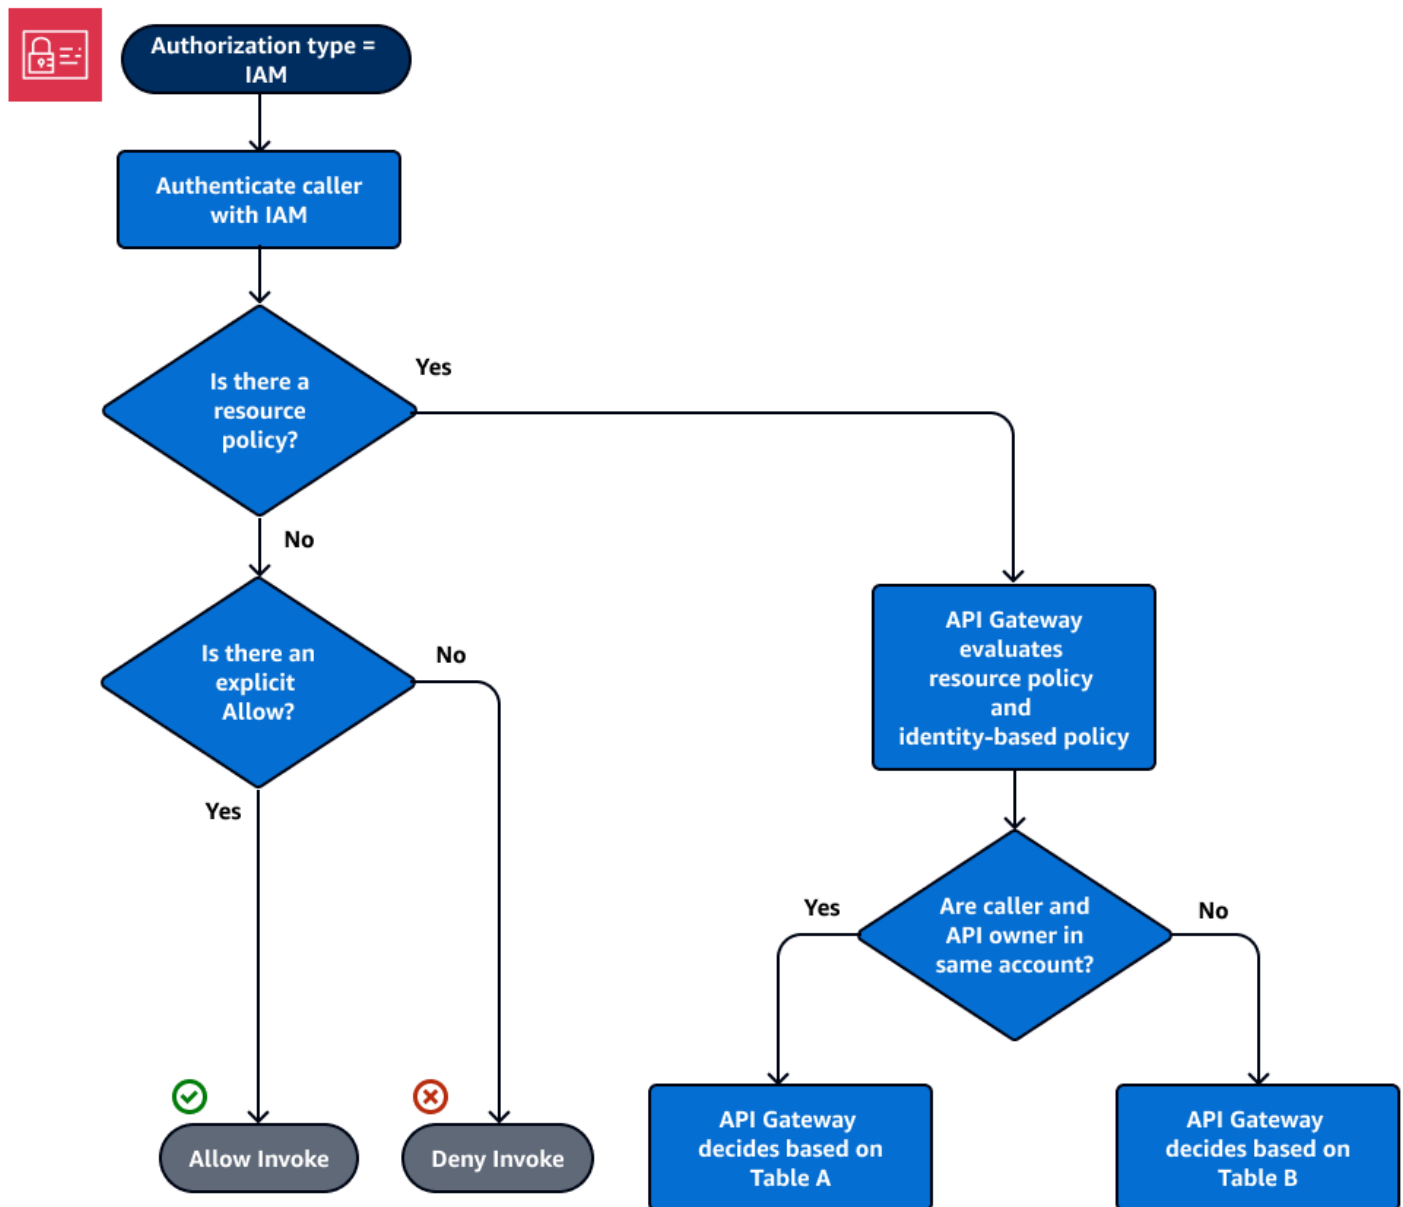 Authorization type =
IAM
Authenticate caller
with IAM
Is there a
resource
policy?
Yes
No
Is there an
explicit
Allow?
No
Yes
Allow Invoke
Deny Invoke
API Gateway
evaluates
resource policy
and
identity-based policy
Are caller and
API owner in
same account?
Yes
No
API Gateway
decides based on
Table A
API Gateway
decides based on
Table B